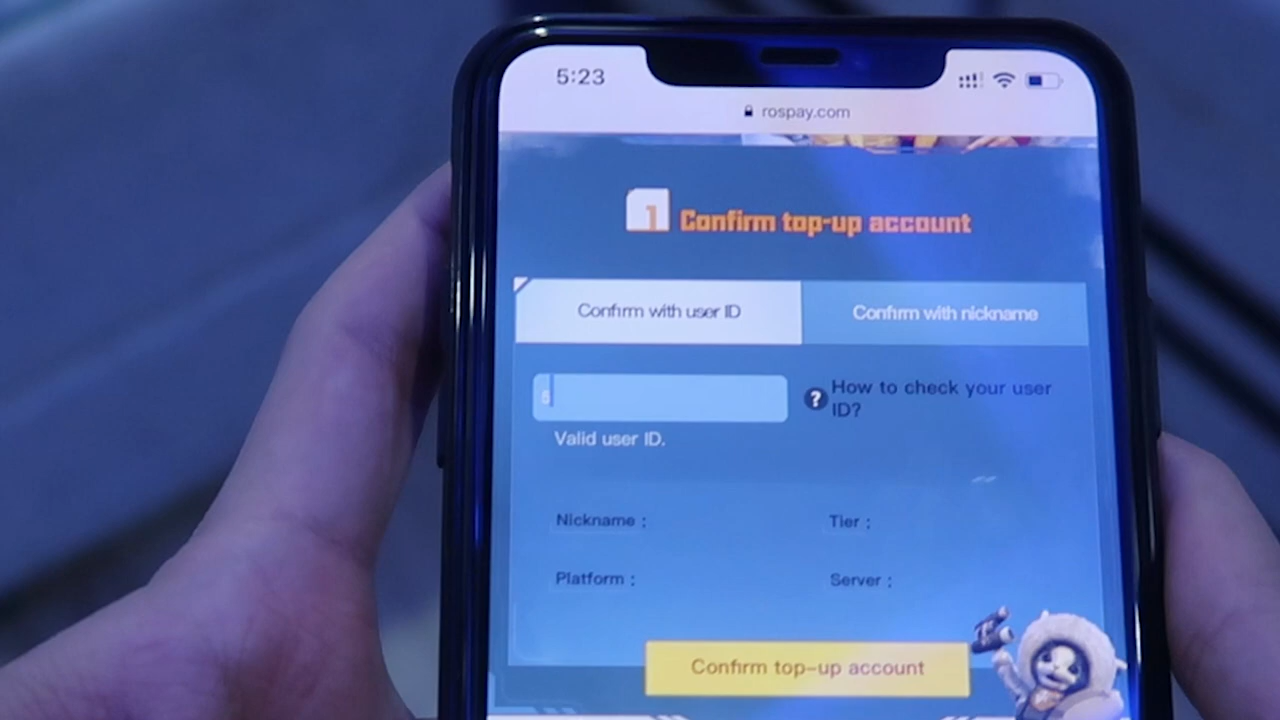 5:23
rospay.com
1 Confirm top-up account
Confirm with user ID
Confirm with nickname
5
How to check your user
ID?
Valid user ID.
Nickname :
Tier :
Platform :
Server :
Confirm top-up account